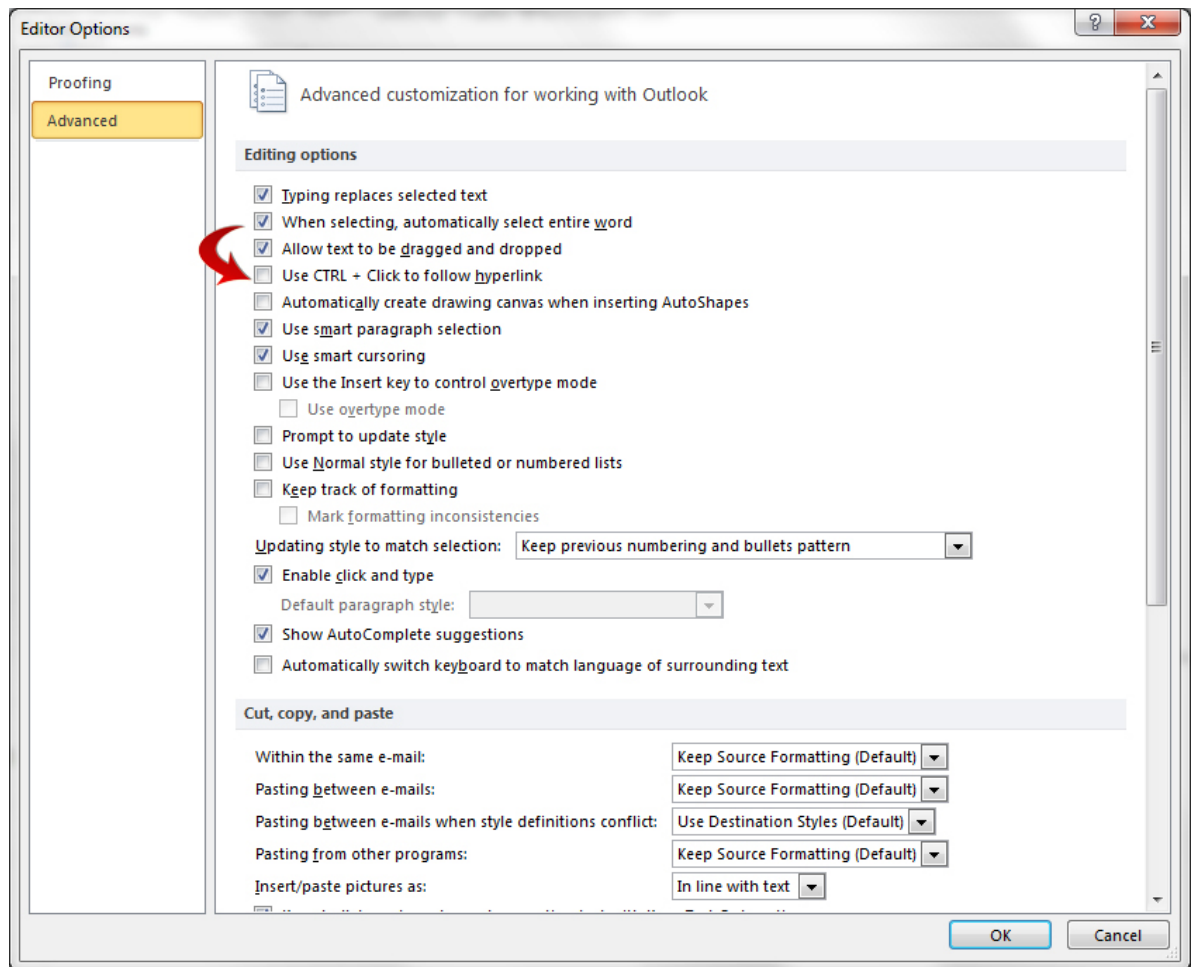 Editor Options
Proofing
Advanced
Advanced customization for working with Outlook
Editing options
Typing replaces selected text
When selecting, automatically select entire word
Allow text to be dragged and dropped
Use CTRL + Click to follow hyperlink
Automatically create drawing canvas when inserting AutoShapes
Use smart paragraph selection
Use smart cursoring
Use the Insert key to control overtype mode
Use overtype mode
Prompt to update style
Use Normal style for bulleted or numbered lists
Keep track of formatting
Mark formatting inconsistencies
Updating style to match selection: Keep previous numbering and bullets pattern
Enable click and type
Default paragraph style:
Show AutoComplete suggestions
Automatically switch keyboard to match language of surrounding text
Cut, copy, and paste
Within the same e-mail: Keep Source Formatting (Default)
Pasting between e-mails: Keep Source Formatting (Default)
Pasting between e-mails when style definitions conflict: Use Destination Styles (Default)
Pasting from other programs: Keep Source Formatting (Default)
Insert/paste pictures as: In line with text
OK Cancel